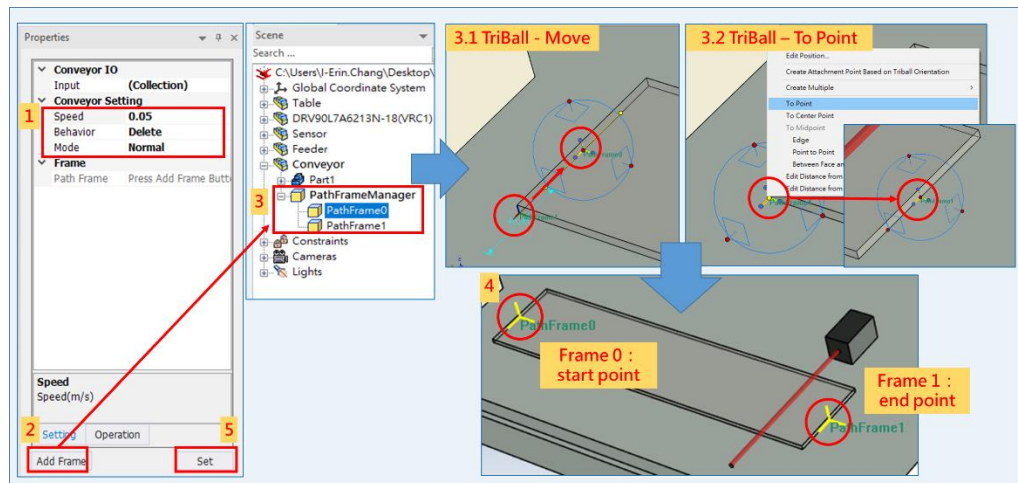 Properties
Conveyor IO
Input (Collection)
Conveyor Setting
1
Speed 0.05
Behavior Delete
Mode Normal
Frame
Path Frame Press Add Frame Butt
Speed
Speed(m/s)
2
Setting Operation
5
Add Frame Set
Scene
Search ...
C:\Users\I-Erin.Chang\Desktop\
Global Coordinate System
Table
DRV90L7A6213N-18(VRC1)
Sensor
Feeder
Conveyor
Part1
3
PathFrameManager
PathFrame0
PathFrame1
Constraints
Cameras
Lights
3.1 TriBall - Move
3.2 TriBall – To Point
Edit Position...
Create Attachment Point Based on Triball Orientation
Create Multiple
To Point
To Center Point
To Midpoint
Edge
Point to Point
Between Face an
Edit Distance from
Edit Distance from
4
PathFrame0
Frame 0：
start point
Frame 1：
end point
PathFrame1